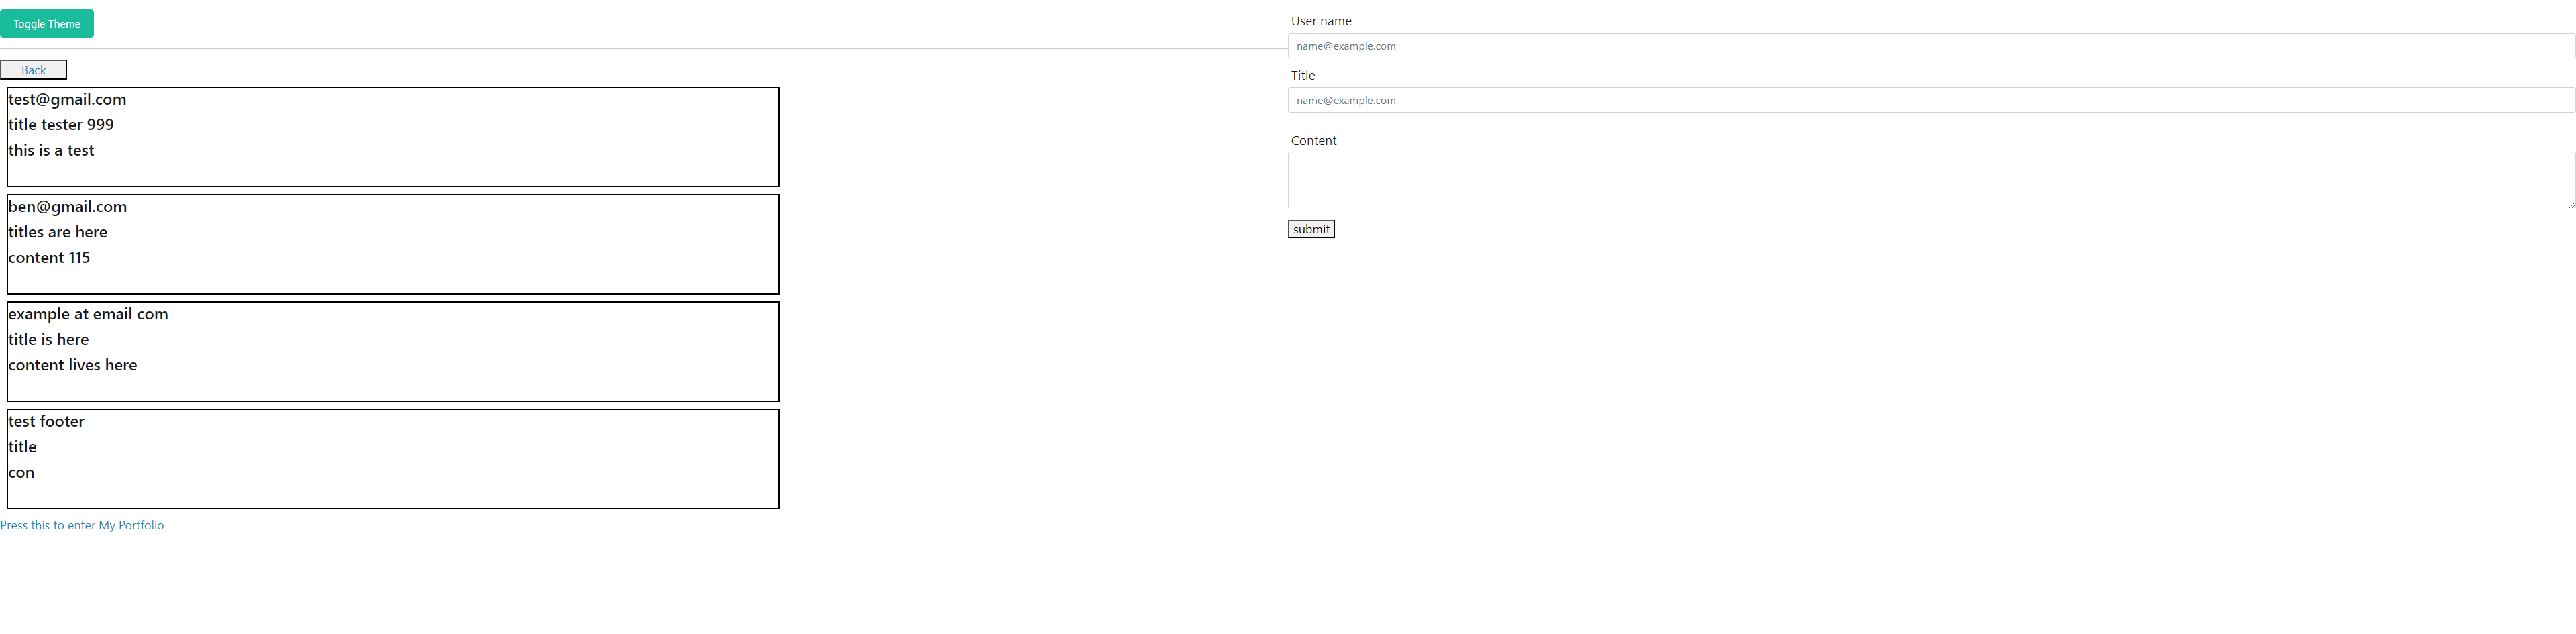 Toggle Theme
Back
test@gmail.com
title tester 999
this is a test
ben@gmail.com
titles are here
content 115
example at email com
title is here
content lives here
test footer
title
con
Press this to enter My Portfolio
User name
name@example.com
Title
name@example.com
Content
submit